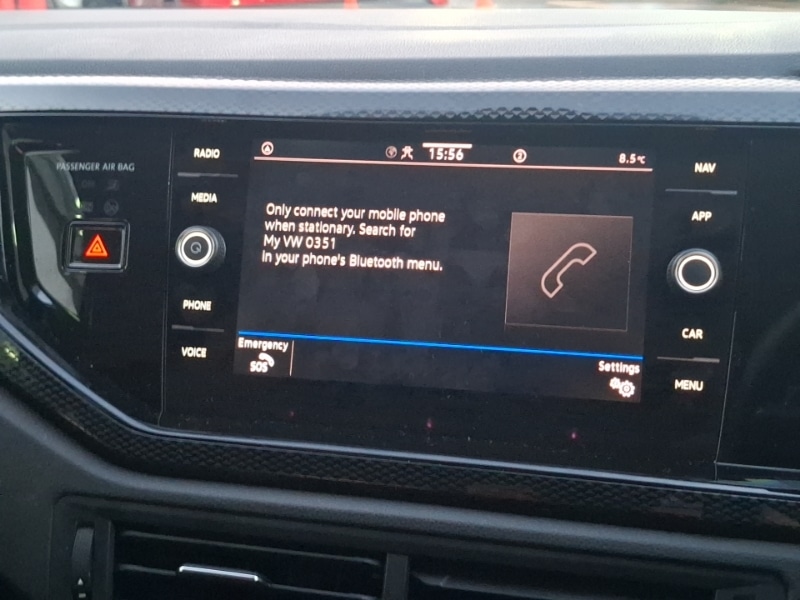 PASSENGER AIR BAG
RADIO
MEDIA
PHONE
VOICE
15:56
2
8.5°C
Only connect your mobile phone
when stationary. Search for
My VW 0351
in your phone's Bluetooth menu.
Emergency
SOS
Settings
NAV
APP
CAR
MENU